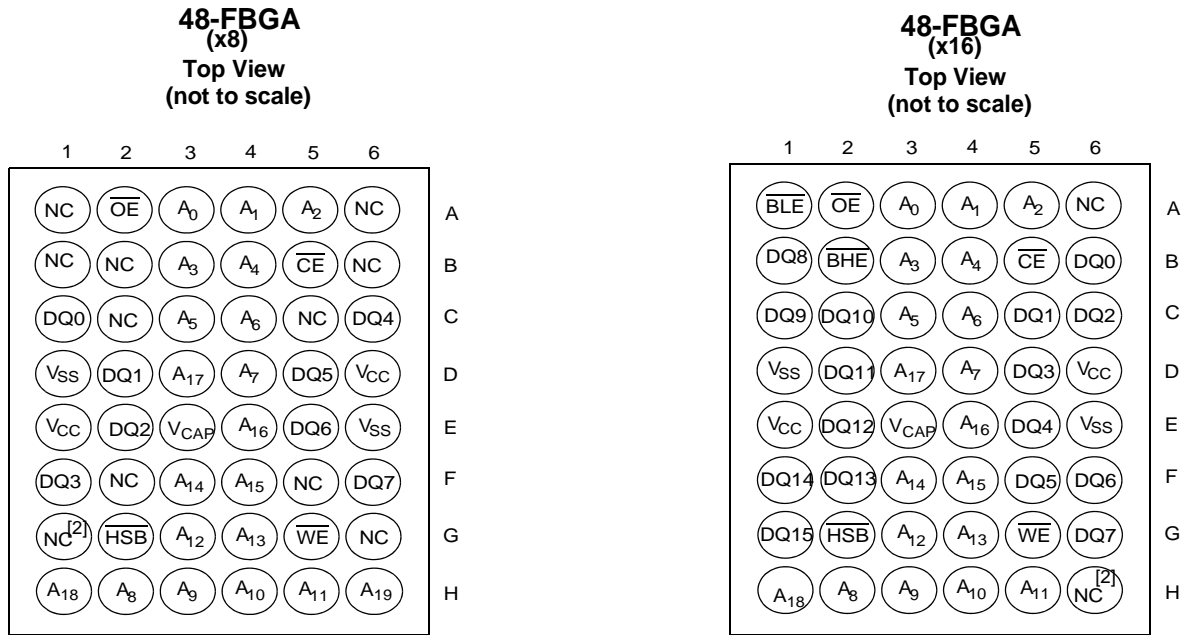 48-FBGA
(x8)
Top View
(not to scale)
1 2 3 4 5 6
NC OE A0 A1 A2 NC A
NC NC A3 A4 CE NC B
DQ0 NC A5 A6 NC DQ4 C
VSS DQ1 A17 A7 DQ5 VCC D
VCC DQ2 VCAP A16 DQ6 VSS E
DQ3 NC A14 A15 NC DQ7 F
NC[2] HSB A12 A13 WE NC G
A18 A8 A9 A10 A11 A19 H
48-FBGA
(x16)
Top View
(not to scale)
1 2 3 4 5 6
BLE OE A0 A1 A2 NC A
DQ8 BHE A3 A4 CE DQ0 B
DQ9 DQ10 A5 A6 DQ1 DQ2 C
VSS DQ11 A17 A7 DQ3 VCC D
VCC DQ12 VCAP A16 DQ4 VSS E
DQ14 DQ13 A14 A15 DQ5 DQ6 F
DQ15 HSB A12 A13 WE DQ7 G
A18 A8 A9 A10 A11 NC[2] H